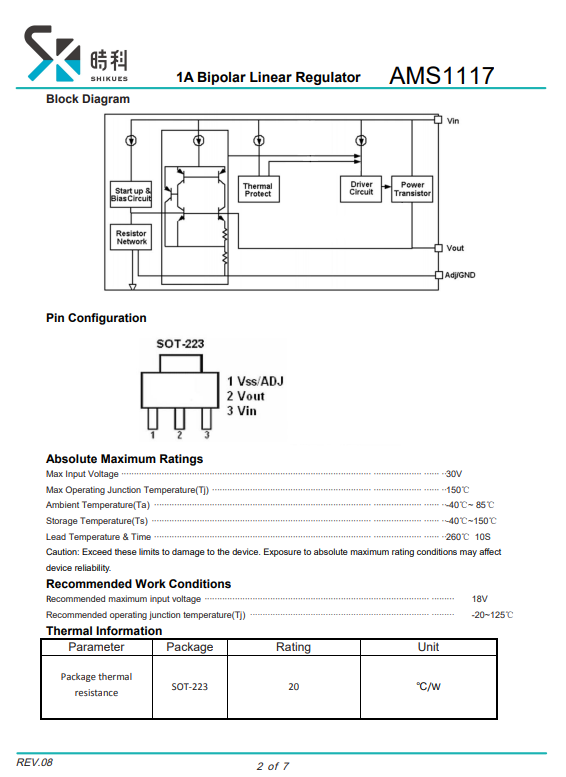 時科
SHIKUES
1A Bipolar Linear Regulator AMS1117
Block Diagram
Vin
Start up &
BiasCircuit
Thermal
Protect
Driver
Circuit
Power
Transistor
Resistor
Network
Vout
Adj/GND
Pin Configuration
SOT-223
1 Vss/ADJ
2 Vout
3 Vin
1 2 3
Absolute Maximum Ratings
Max Input Voltage 30V
Max Operating Junction Temperature(Tj) 150℃
Ambient Temperature(Ta) -40℃~ 85℃
Storage Temperature(Ts) -40℃~150℃
Lead Temperature & Time 260℃ 10S
Caution: Exceed these limits to damage to the device. Exposure to absolute maximum rating conditions may affect
device reliability.
Recommended Work Conditions
Recommended maximum input voltage 18V
Recommended operating junction temperature(Tj) -20~125℃
Thermal Information
Parameter Package Rating Unit
Package thermal
resistance SOT-223 20 ℃/W
REV.08
2 of 7